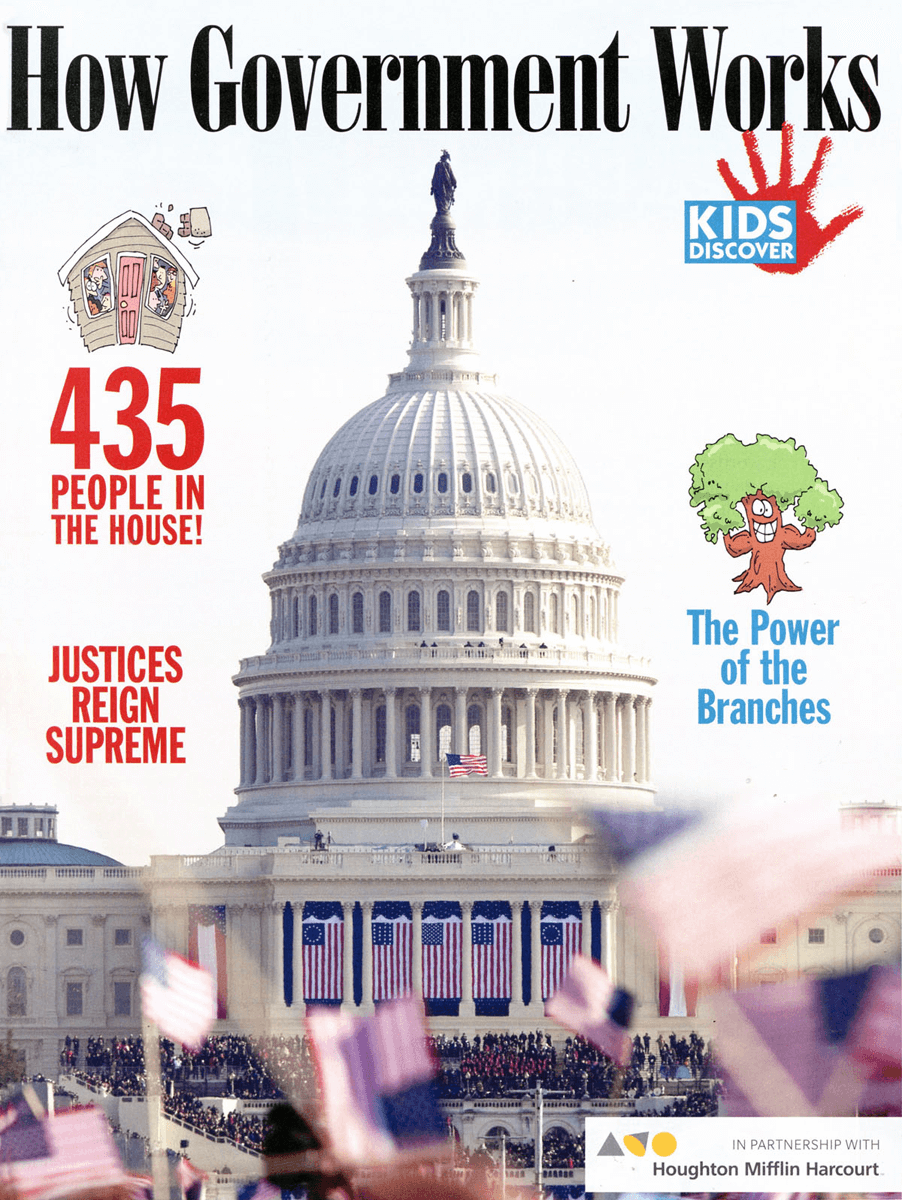 How Government Works
KIDS
DISCOVER
435
PEOPLE IN
THE HOUSE!
The Power
of the
Branches
JUSTICES
REIGN
SUPREME
IN PARTNERSHIP WITH
Houghton Mifflin Harcourt